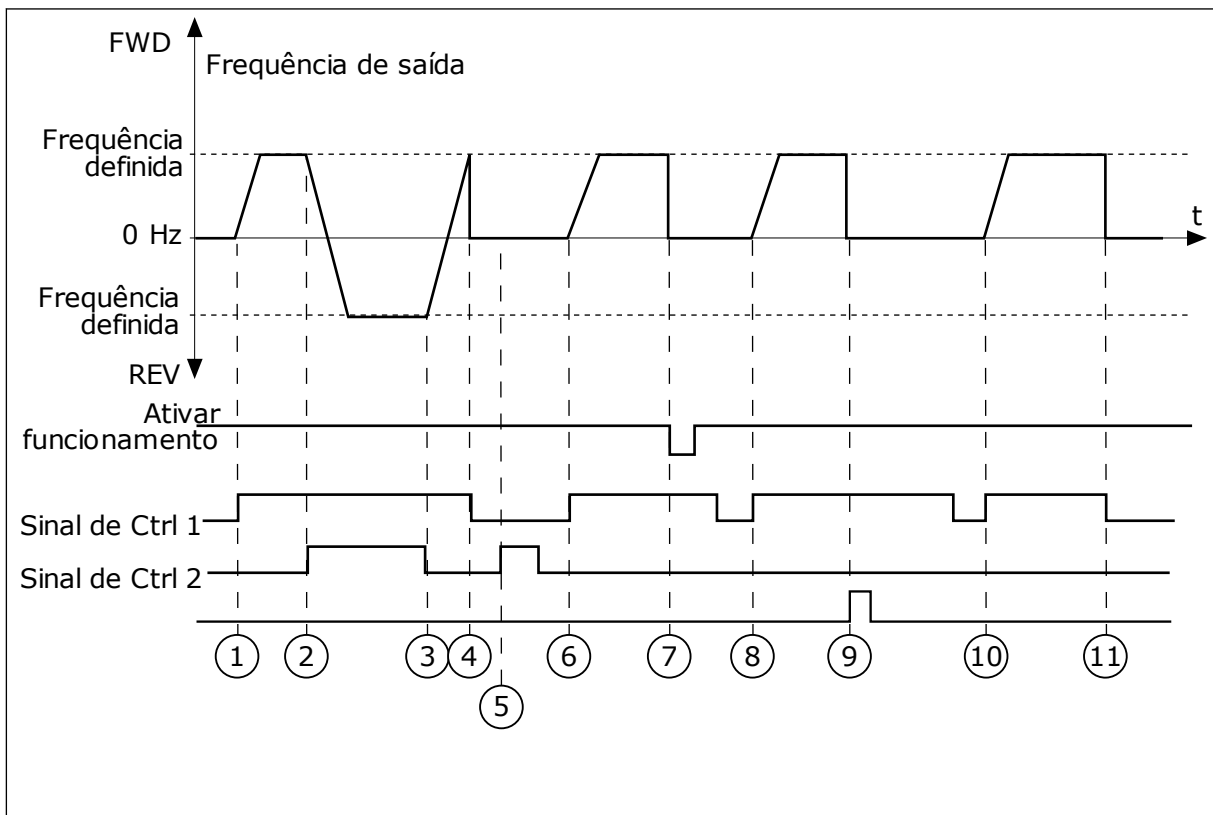 FWD
Frequência de saída
Frequência
definida
0 Hz
t
Frequência
definida
REV
Ativar
funcionamento
Sinal de Ctrl 1
Sinal de Ctrl 2
1 2 3 4 6 7 8 9 10 11
5